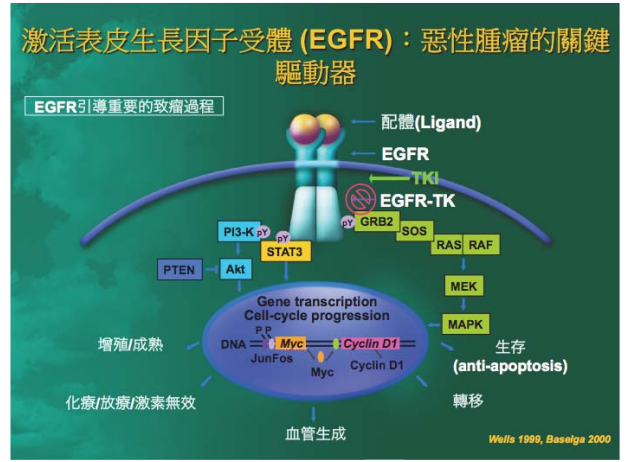 激活表皮生長因子受體 (EGFR)：惡性腫瘤的關鍵
驅動器
EGFR引導重要的致瘤過程
配體(Ligand)
EGFR
TKI
EGFR-TK
pY
GRB2
SOS
RAS
RAF
PI3-K
pY
pY
STAT3
PTEN
Akt
MEK
MAPK
Gene transcription
Cell-cycle progression
P P
DNA
Myc
Cyclin D1
JunFos
Myc
Cyclin D1
增殖/成熟
生存
(anti-apoptosis)
化療/放療/激素無效
轉移
血管生成
Wells 1999, Baselga 2000